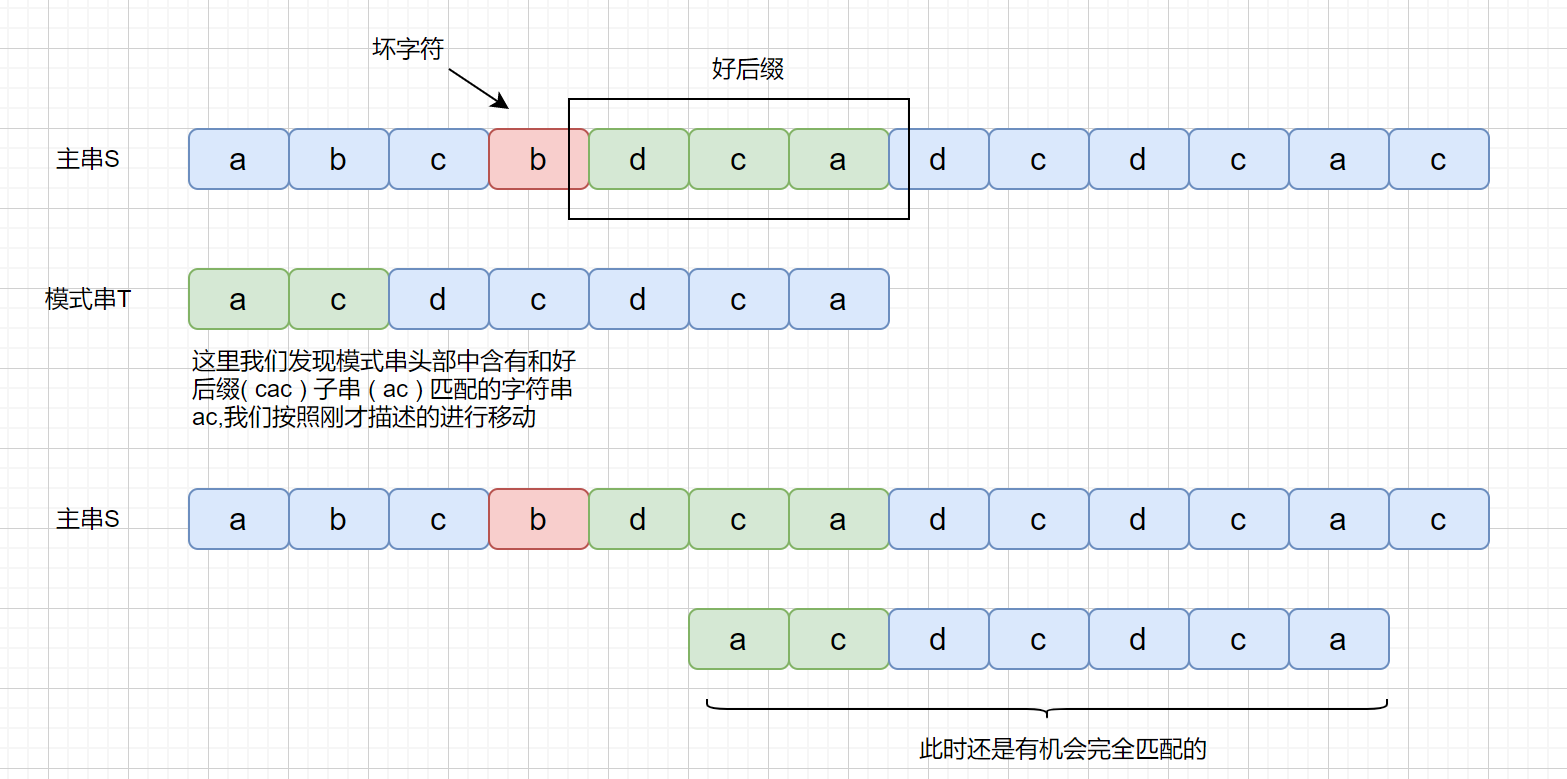 坏字符
好后缀
主串S a b c b d c a d c d c a c
模式串T a c d c d c a
这里我们发现模式串头部中含有和好
后缀( cac ) 子串 ( ac ) 匹配的字符串
ac,我们按照刚才描述的进行移动
主串S a b c b d c a d c d c a c
a c d c d c a
此时还是有机会完全匹配的